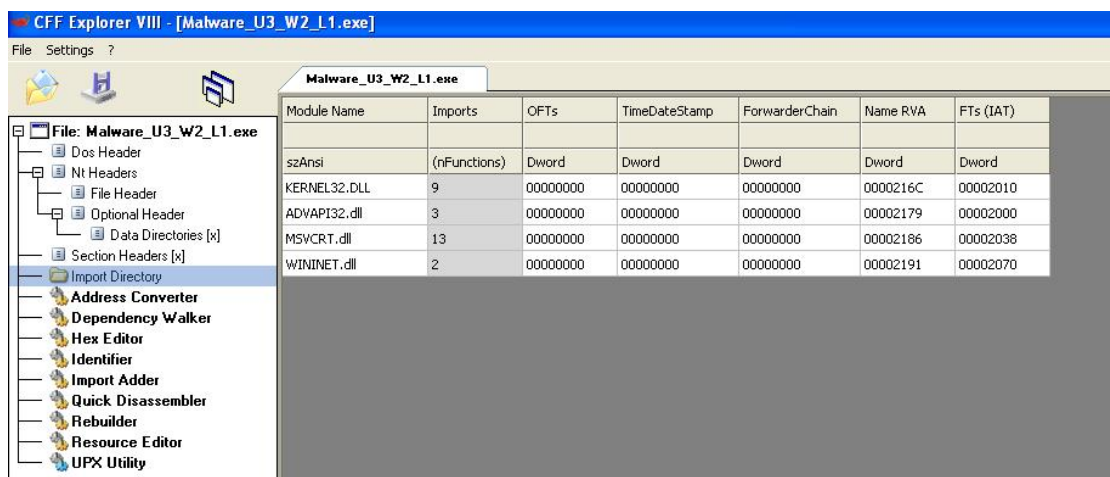 CFF Explorer VIII - [Malware_U3_W2_L1.exe]
File Settings ?
Malware_U3_W2_L1.exe
File: Malware_U3_W2_L1.exe
Dos Header
Nt Headers
File Header
Optional Header
Data Directories [x]
Section Headers [x]
Import Directory
Address Converter
Dependency Walker
Hex Editor
Identifier
Import Adder
Quick Disassembler
Rebuilder
Resource Editor
UPX Utility
Module Name Imports OFTs TimeDateStamp ForwarderChain Name RVA FTs (IAT)
szAnsi (nFunctions) Dword Dword Dword Dword Dword
KERNEL32.DLL 9 00000000 00000000 00000000 0000216C 00002010
ADVAPI32.dll 3 00000000 00000000 00000000 00002179 00002000
MSVCRT.dll 13 00000000 00000000 00000000 00002186 00002038
WININET.dll 2 00000000 00000000 00000000 00002191 00002070